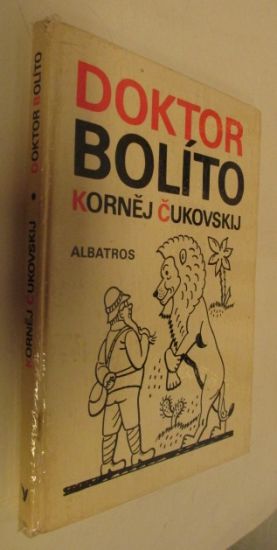 DOKTOR BOLÍTO
KORNĚJ ČUKOVSKIJ
DOKTOR
BOLÍTO
KORNĚJ ČUKOVSKIJ
ALBATROS